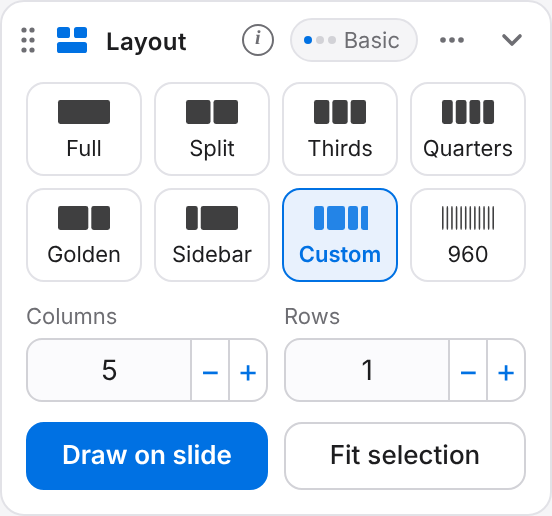 Layout
i
Basic
Full
Split
Thirds
Quarters
Golden
Sidebar
Custom
960
Columns
Rows
5
−
+
1
−
+
Draw on slide
Fit selection